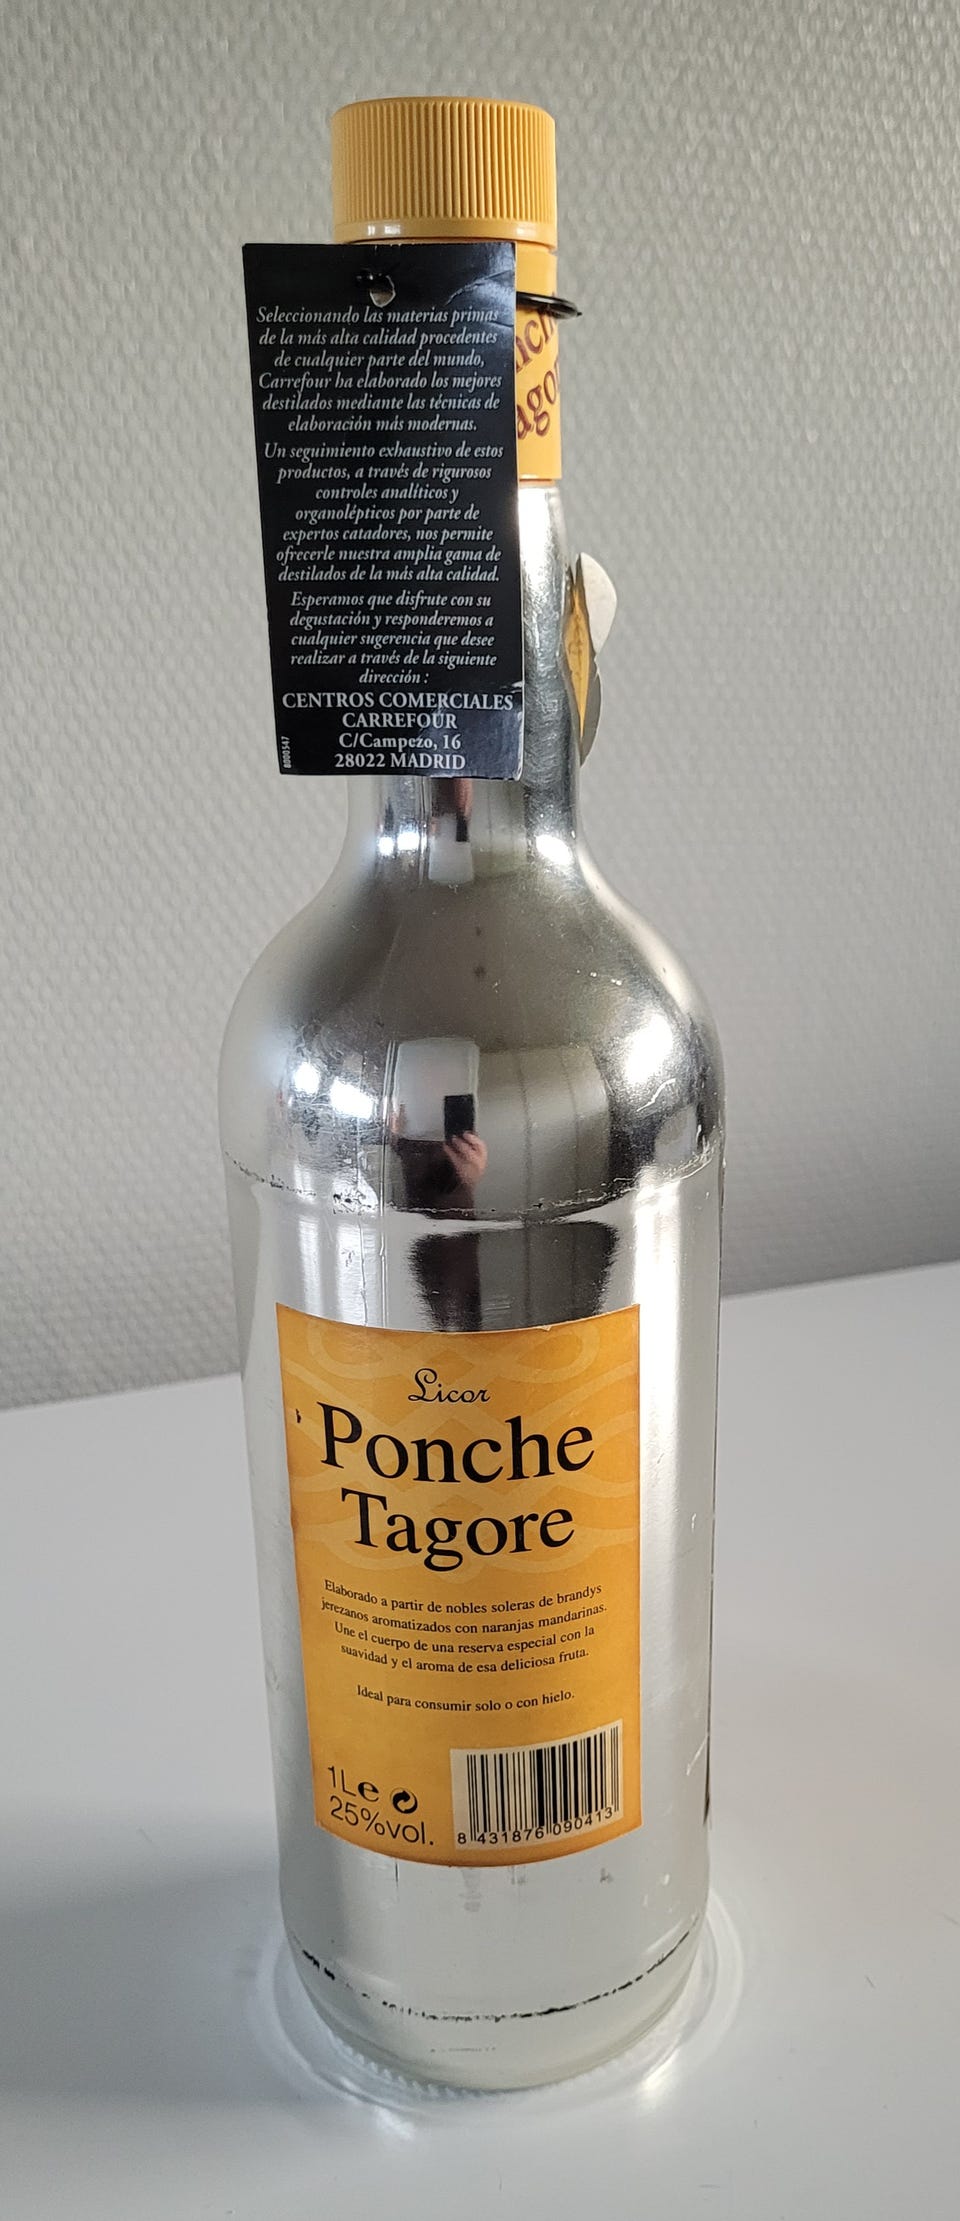 Seleccionando las materias primas
de la más alta calidad procedentes
de cualquier parte del mundo,
Carrefour ha elaborado los mejores
destilados mediante las técnicas de
elaboración más modernas.
Un seguimiento exhaustivo de estos
productos, a través de rigurosos
controles analíticos y
organolépticos por parte de
expertos catadores, nos permite
ofrecerle nuestra amplia gama de
destilados de la más alta calidad.
Esperamos que disfrute con su
degustación y responderemos a
cualquier sugerencia que desee
realizar a través de la siguiente
dirección :
CENTROS COMERCIALES
CARREFOUR
C/Campezo, 16
28022 MADRID
8000547
Licor
Ponche
Tagore
Elaborado a partir de nobles soleras de brandys
jerezanos aromatizados con naranjas mandarinas.
Une el cuerpo de una reserva especial con la
suavidad y el aroma de esa deliciosa fruta.
Ideal para consumir solo o con hielo.
1L e
25%vol.
8 431876 090413